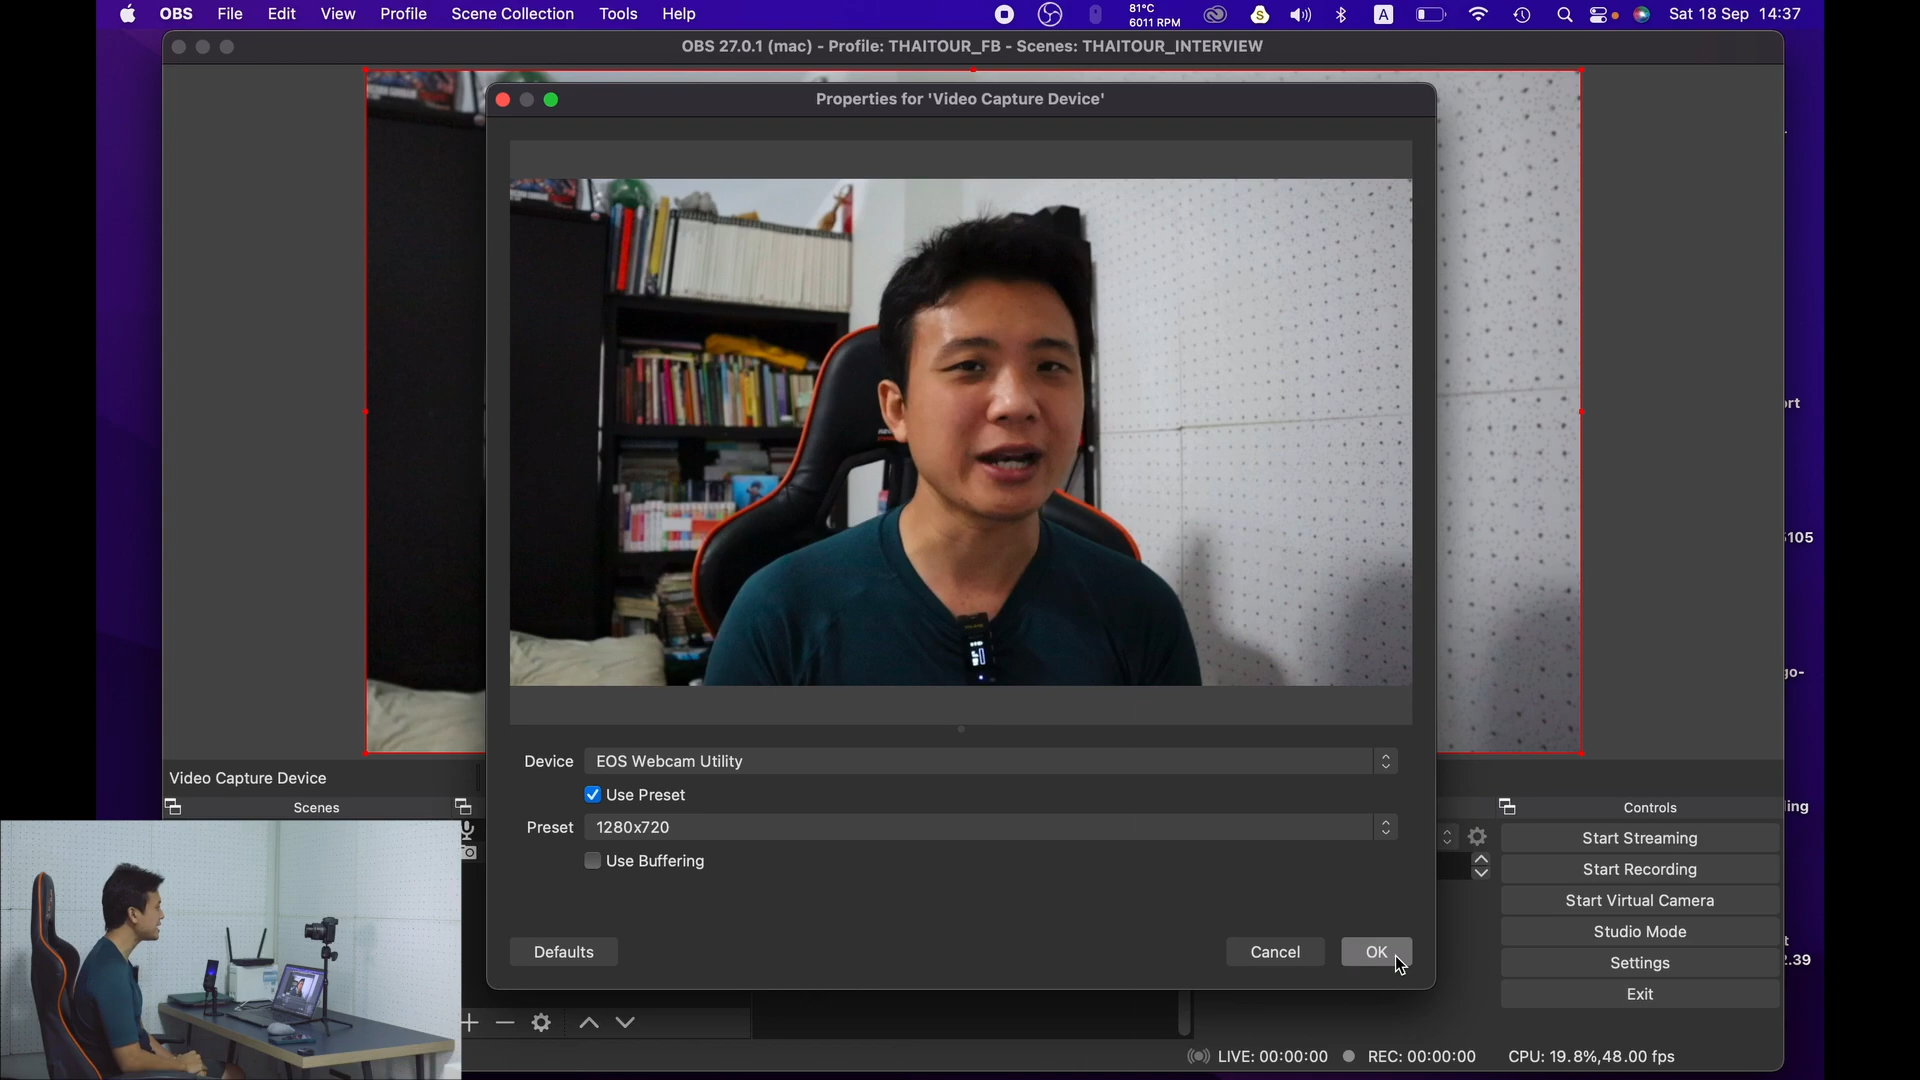 OBS File Edit View Profile Scene Collection Tools Help
81°C
6011 RPM
A
Sat 18 Sep 14:37
OBS 27.0.1 (mac) - Profile: THAITOUR_FB - Scenes: THAITOUR_INTERVIEW
Properties for 'Video Capture Device'
Device EOS Webcam Utility
Use Preset
Preset 1280x720
Use Buffering
Defaults Cancel OK
Video Capture Device
Scenes
Controls
Start Streaming
Start Recording
Start Virtual Camera
Studio Mode
Settings
Exit
LIVE: 00:00:00 REC: 00:00:00 CPU: 19.8%,48.00 fps